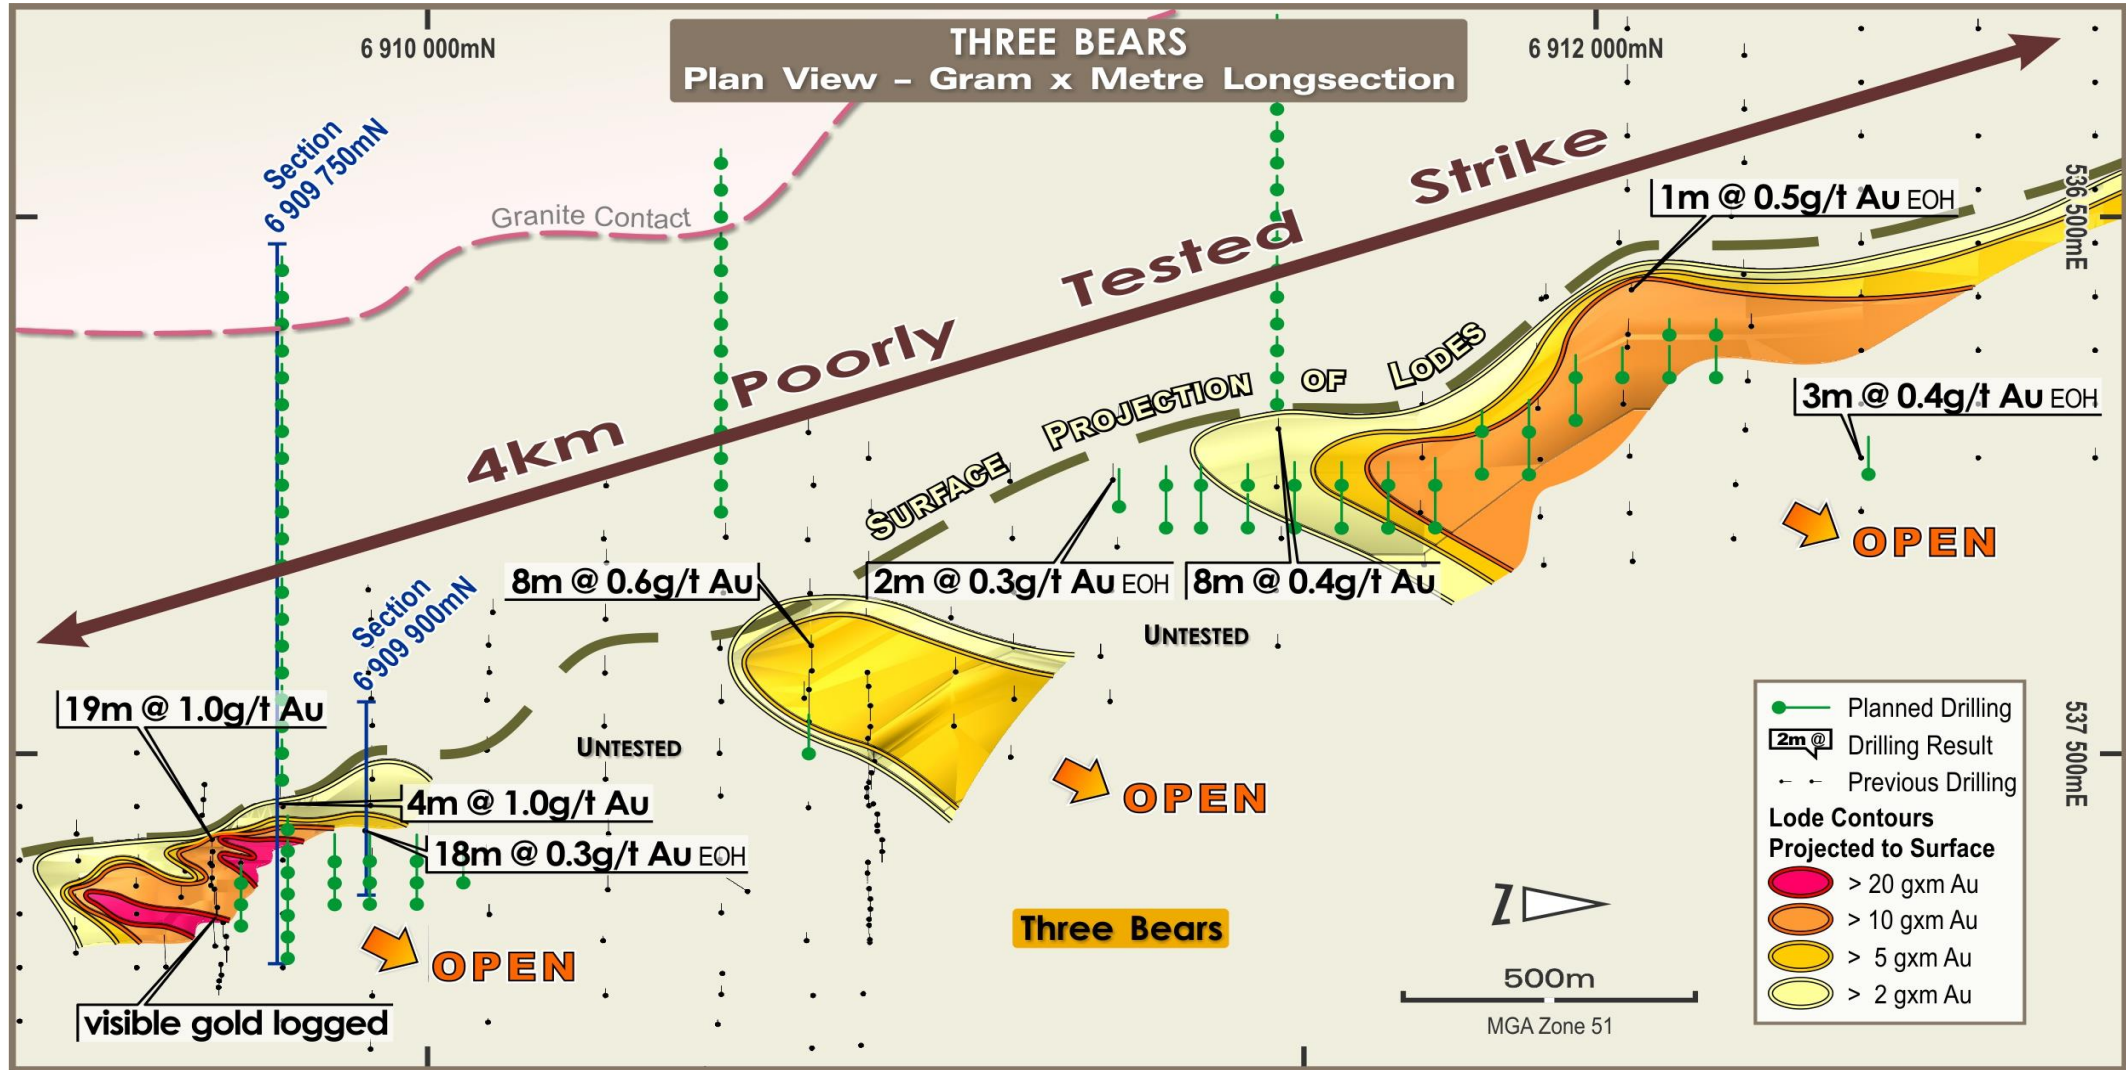 THREE BEARS
Plan View – Gram x Metre Longsection
6 910 000mN
6 912 000mN
Section
6 909 750mN
Granite Contact
4km Poorly Tested Strike
536 500mE
1m @ 0.5g/t Au EOH
SURFACE PROJECTION OF LODES
3m @ 0.4g/t Au EOH
OPEN
8m @ 0.6g/t Au
2m @ 0.3g/t Au EOH
8m @ 0.4g/t Au
Section
6 909 900mN
UNTESTED
UNTESTED
19m @ 1.0g/t Au
4m @ 1.0g/t Au
18m @ 0.3g/t Au EOH
OPEN
OPEN
visible gold logged
Three Bears
537 500mE
Planned Drilling
2m @
Drilling Result
Previous Drilling
Lode Contours
Projected to Surface
> 20 gxm Au
> 10 gxm Au
> 5 gxm Au
> 2 gxm Au
N
500m
MGA Zone 51